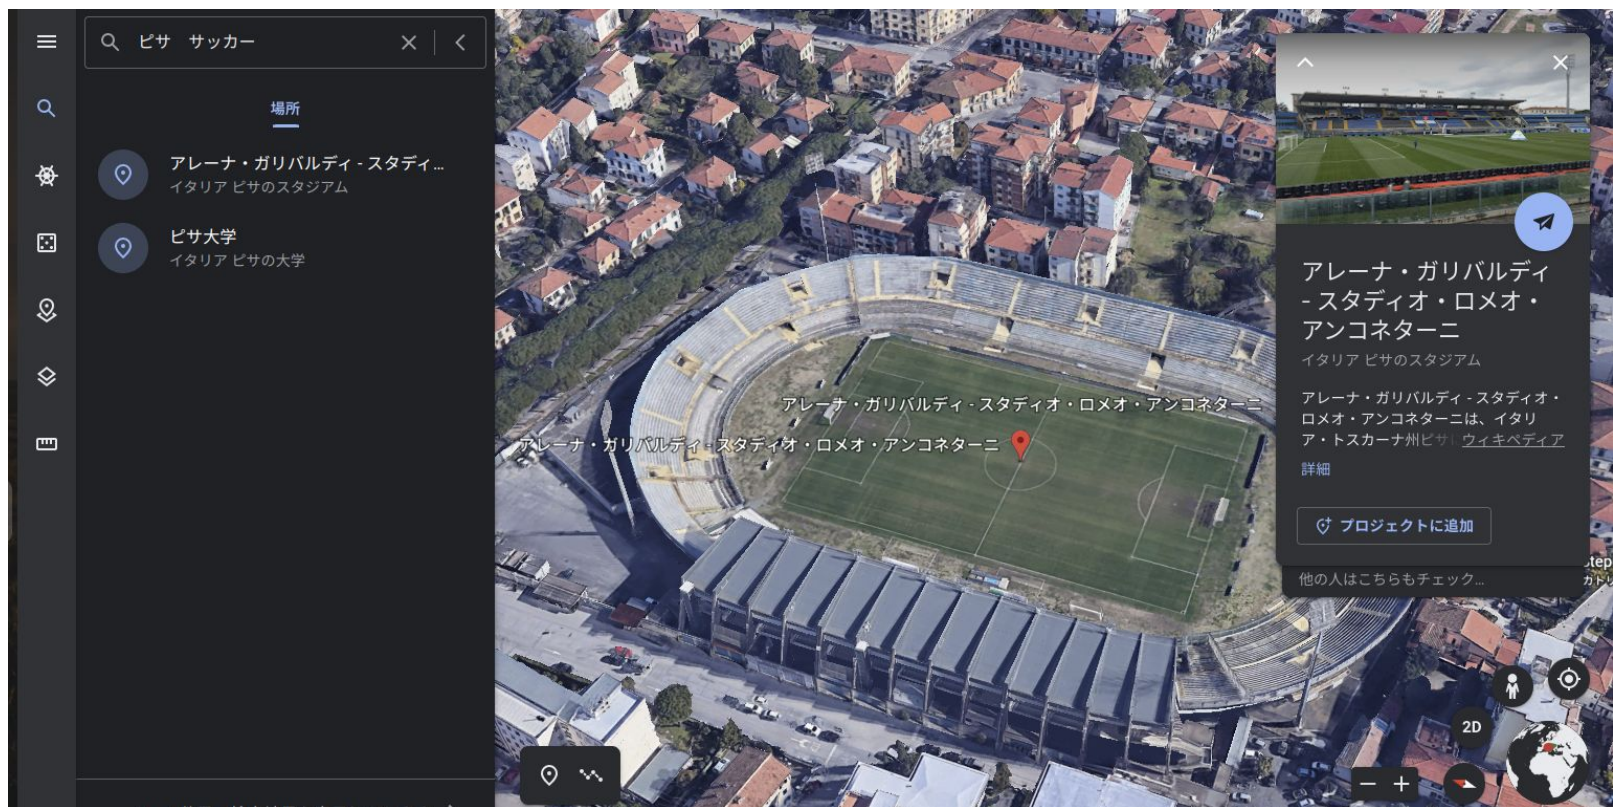 ピサ　サッカー
場所
アレーナ・ガリバルディ - スタディ...
イタリア ピサのスタジアム
ピサ大学
イタリア ピサの大学
アレーナ・ガリバルディ - スタディオ・ロメオ・アンコネターニ
アレーナ・ガリバルディ - スタディオ・ロメオ・アンコネターニ
アレーナ・ガリバルディ
- スタディオ・ロメオ・
アンコネターニ
イタリア ピサのスタジアム
アレーナ・ガリバルディ - スタディオ・
ロメオ・アンコネターニは、イタリ
ア・トスカーナ州ピサ ウィキペディア
詳細
プロジェクトに追加
他の人はこちらもチェック...
2D